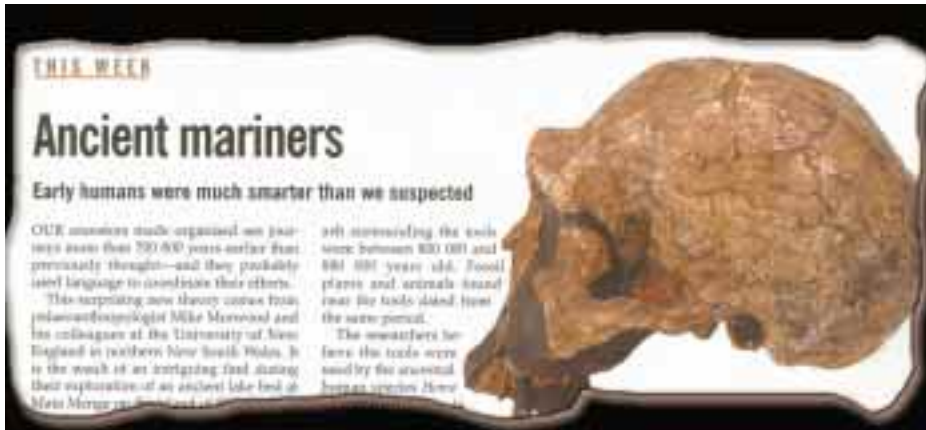 THIS WEEK
Ancient mariners
Early humans were much smarter than we suspected
OUR ancestors made organised sea jour-
neys more than 700 000 years earlier than
previously thought—and they probably
used language to coordinate their efforts.
This surprising new theory comes from
palaeoanthropologist Mike Morwood and
his colleagues at the University of New
England in northern New South Wales. It
is the result of an intriguing find during
their exploration of an ancient lake bed at
Mata Menge
surrounding the tools
were between 800 000 and
880 000 years old. Fossil
plants and animals found
near the tools dated from
the same period.
The researchers be-
lieve the tools were
used by the ancestral
human species Homo